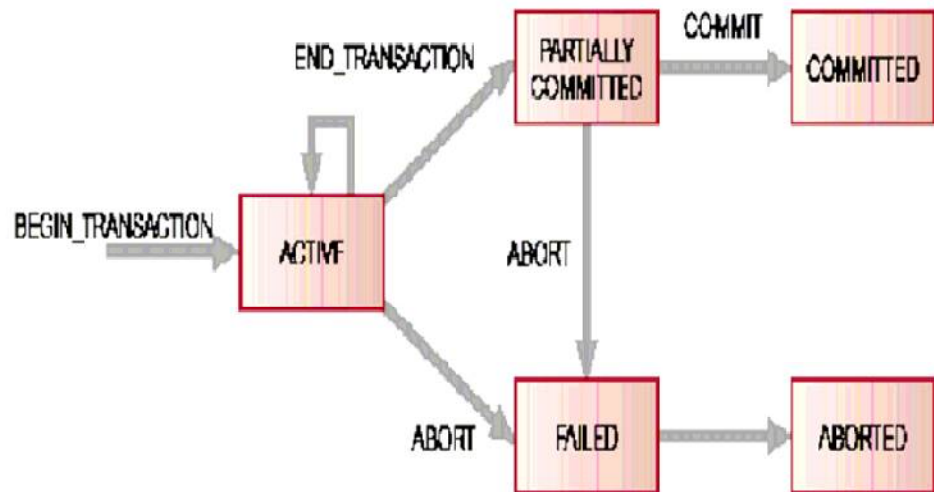 COMMIT
END_TRANSACTION
PARTIALLY
COMMITTED
COMMITTED
BEGIN_TRANSACTION
ACTIVE
ABORT
ABORT
FAILED
ABORTED